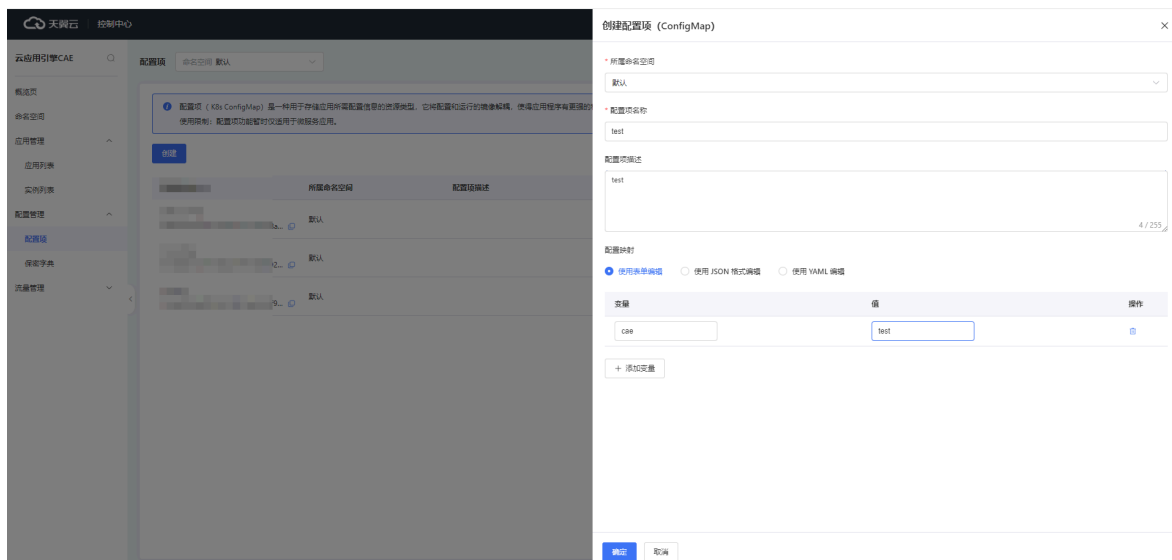 天翼云 控制中心
云应用引擎CAE
概览页
命名空间
应用管理
应用列表
实例列表
配置管理
配置项
保密字典
流量管理
配置项 命名空间 默认
配置项（ K8s ConfigMap）是一种用于存储应用所需配置信息的资源类型，它将配置和运行的镜像解耦，使得应用程序有更强的
使用限制：配置项功能暂时仅适用于微服务应用。
创建
所属命名空间 配置项描述
默认
默认
默认
创建配置项（ConfigMap）
* 所属命名空间
默认
* 配置项名称
test
配置项描述
test
4 / 255
配置映射
使用表单编辑 使用 JSON 格式编辑 使用 YAML 编辑
变量 值 操作
cae test
+ 添加变量
确定 取消